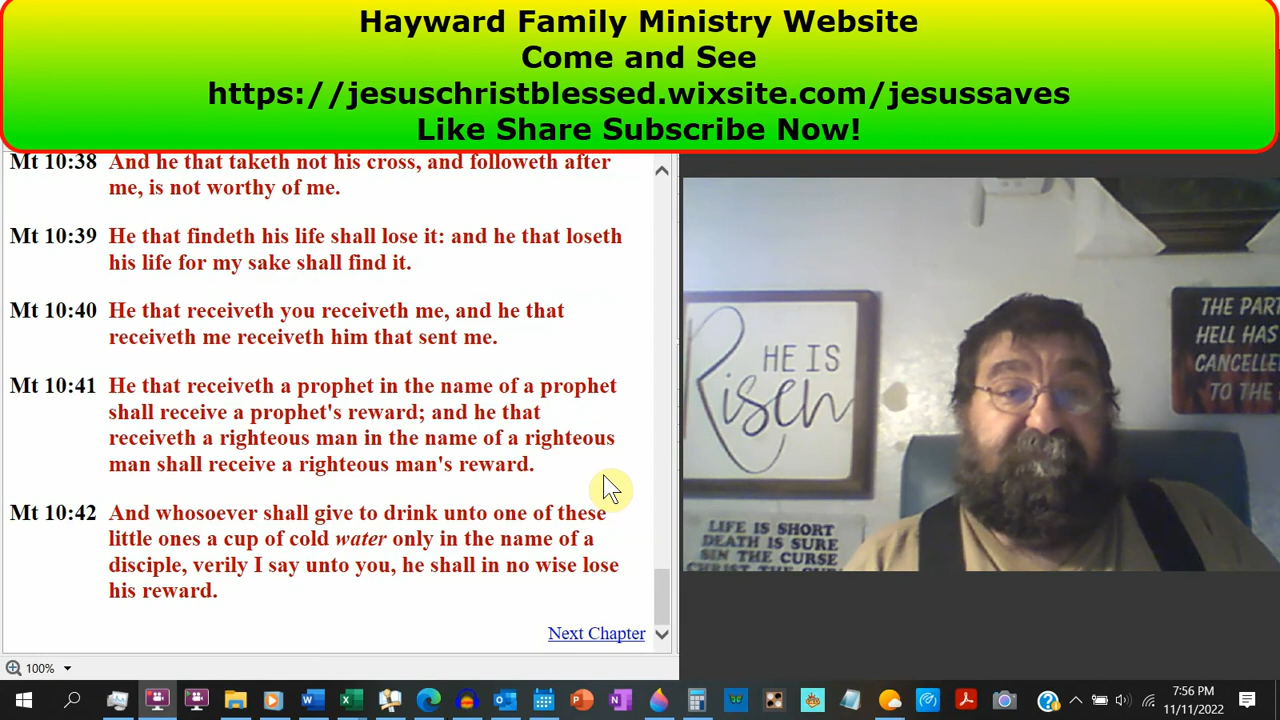 Hayward Family Ministry Website
Come and See
https://jesuschristblessed.wixsite.com/jesussaves
Like Share Subscribe Now!
Mt 10:38 And he that taketh not his cross, and followeth after
me, is not worthy of me.
Mt 10:39 He that findeth his life shall lose it: and he that loseth
his life for my sake shall find it.
Mt 10:40 He that receiveth you receiveth me, and he that
receiveth me receiveth him that sent me.
Mt 10:41 He that receiveth a prophet in the name of a prophet
shall receive a prophet's reward; and he that
receiveth a righteous man in the name of a righteous
man shall receive a righteous man's reward.
Mt 10:42 And whosoever shall give to drink unto one of these
little ones a cup of cold water only in the name of a
disciple, verily I say unto you, he shall in no wise lose
his reward.
Next Chapter
HE IS
Risen
THE PAR
HELL HAS
CANCELLE
TO THE
LIFE IS SHORT
DEATH IS SURE
SIN THE CURSE
100%
7:56 PM
11/11/2022